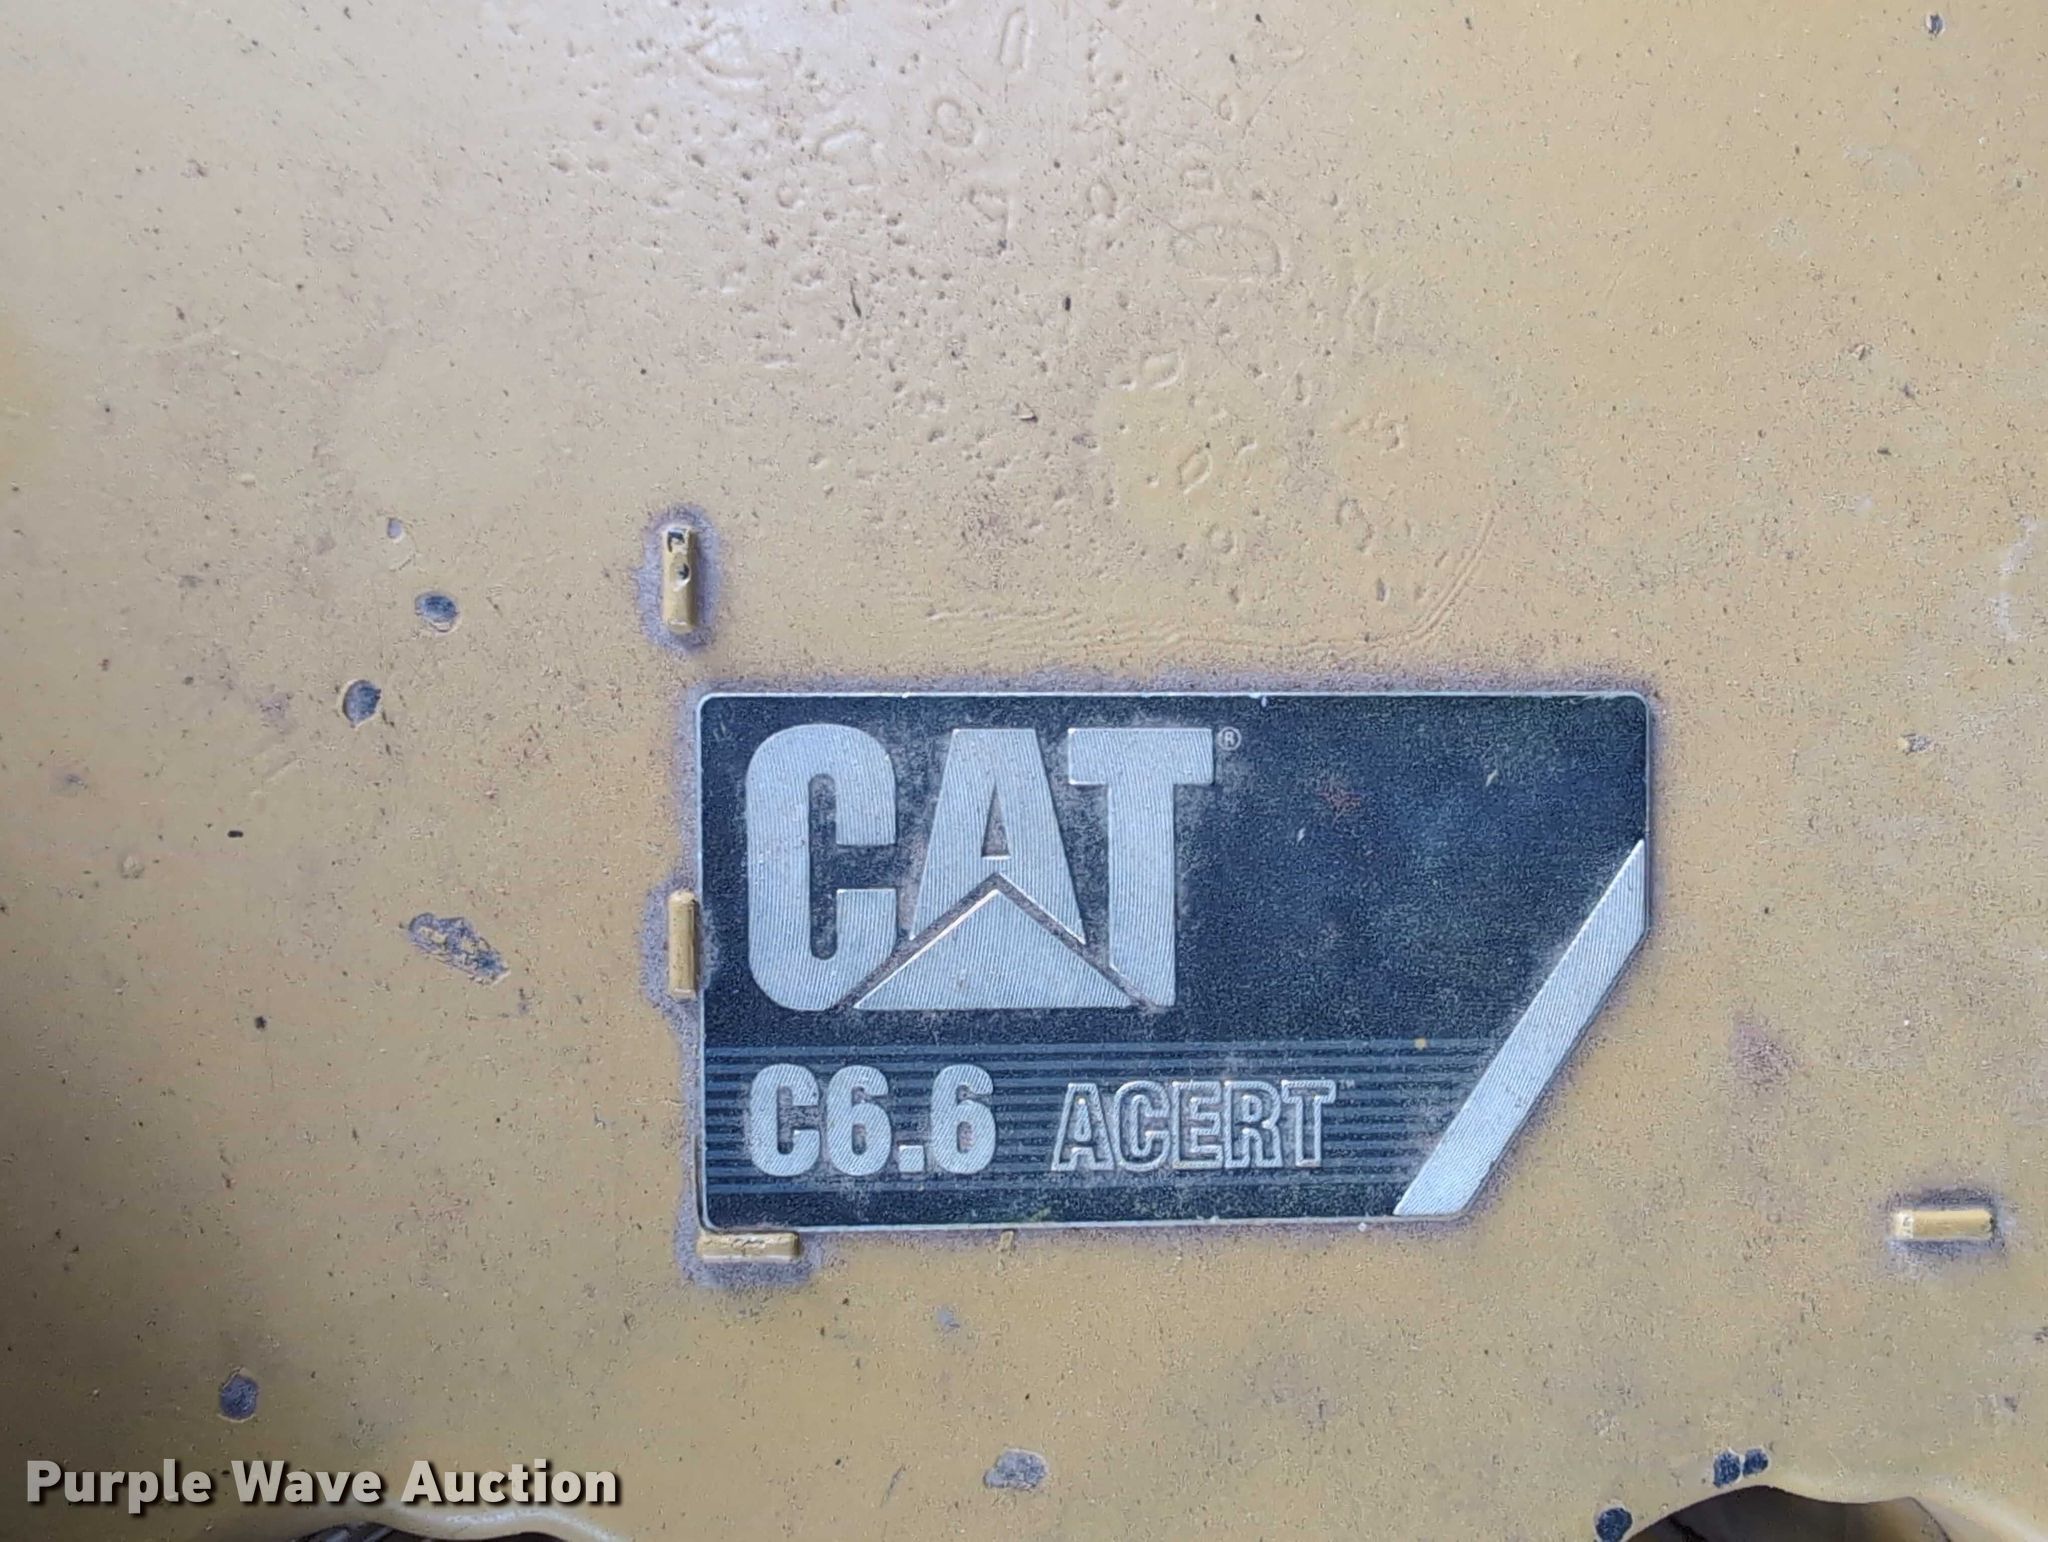 CAT®
C6.6 ACERT™
Purple Wave Auction